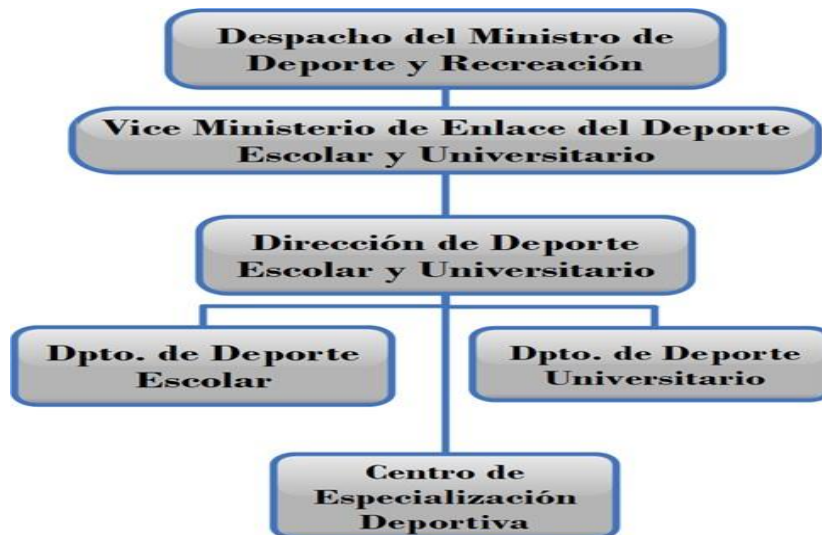 Despacho del Ministro de
Deporte y Recreación
Vice Ministerio de Enlace del Deporte
Escolar y Universitario
Dirección de Deporte
Escolar y Universitario
Dpto. de Deporte
Escolar
Dpto. de Deporte
Universitario
Centro de
Especialización
Deportiva